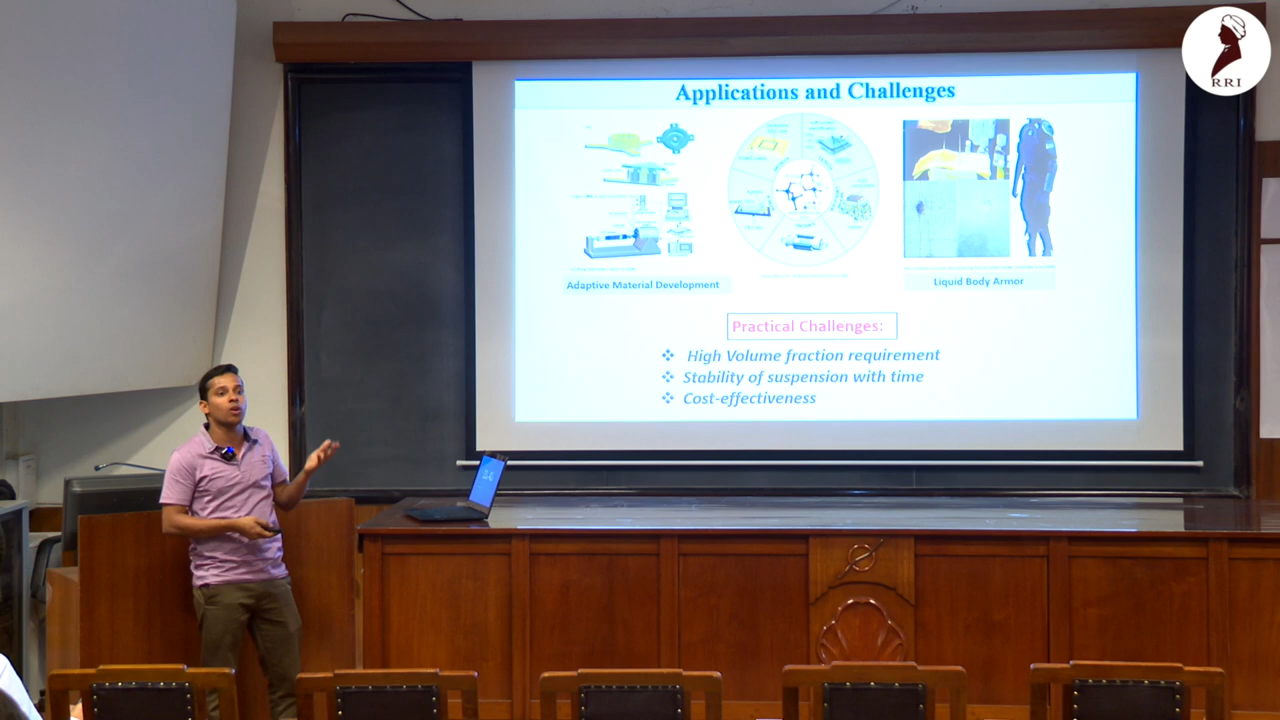 RRI
Applications and Challenges
Adaptive Material Development
Liquid Body Armor
Practical Challenges:
High Volume fraction requirement
Stability of suspension with time
Cost-effectiveness